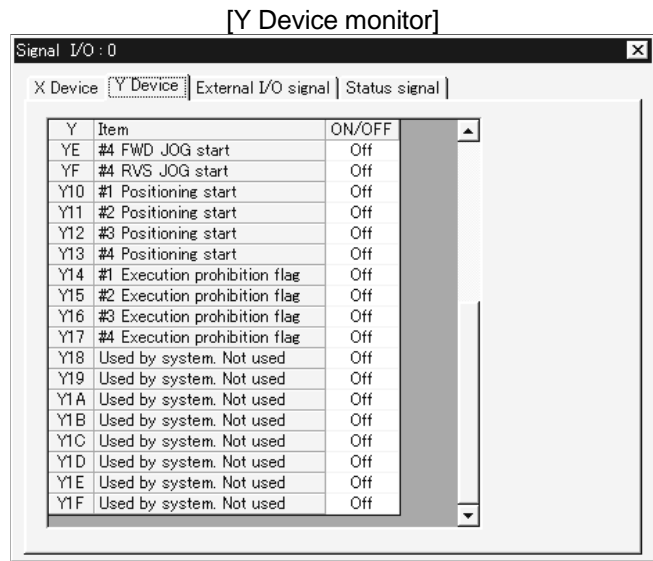 [Y Device monitor]
Signal I/O : 0
X Device Y Device External I/O signal Status signal
Y Item ON/OFF
YE #4 FWD JOG start Off
YF #4 RVS JOG start Off
Y10 #1 Positioning start Off
Y11 #2 Positioning start Off
Y12 #3 Positioning start Off
Y13 #4 Positioning start Off
Y14 #1 Execution prohibition flag Off
Y15 #2 Execution prohibition flag Off
Y16 #3 Execution prohibition flag Off
Y17 #4 Execution prohibition flag Off
Y18 Used by system. Not used Off
Y19 Used by system. Not used Off
Y1A Used by system. Not used Off
Y1B Used by system. Not used Off
Y1C Used by system. Not used Off
Y1D Used by system. Not used Off
Y1E Used by system. Not used Off
Y1F Used by system. Not used Off